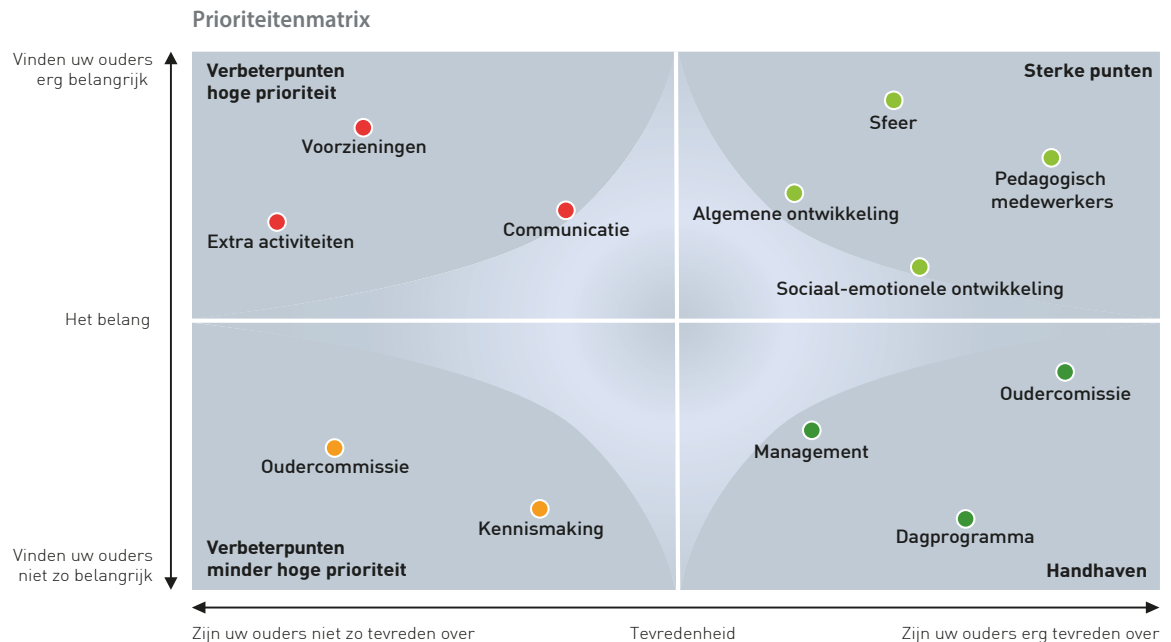 Prioriteitenmatrix
Vinden uw ouders
erg belangrijk
Verbeterpunten
hoge prioriteit
Sterke punten
Sfeer
Voorzieningen
Pedagogisch
medewerkers
Algemene ontwikkeling
Communicatie
Extra activiteiten
Sociaal-emotionele ontwikkeling
Het belang
Oudercomissie
Management
Oudercommissie
Kennismaking
Dagprogramma
Vinden uw ouders
niet zo belangrijk
Verbeterpunten
minder hoge prioriteit
Handhaven
Zijn uw ouders niet zo tevreden over
Tevredenheid
Zijn uw ouders erg tevreden over